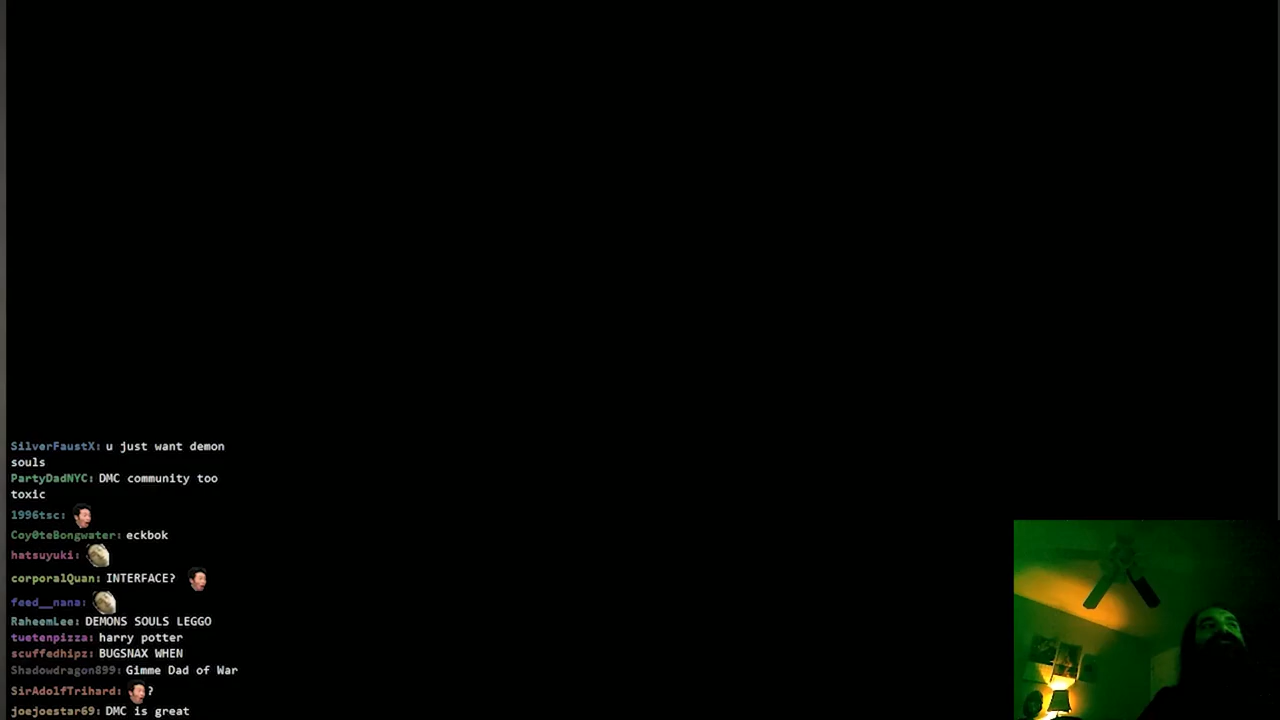 SilverFaustX: u just want demon
souls
PartyDadNYC: DMC community too
toxic
1996tsc:
Coy0teBongwater: eckbok
hatsuyuki:
corporalQuan: INTERFACE?
feed__nana:
RaheemLee: DEMONS SOULS LEGGO
tuetenpizza: harry potter
scuffedhipz: BUGSNAX WHEN
Shadowdragon899: Gimme Dad of War
SirAdolfTrihard: ?
joejoestar69: DMC is great